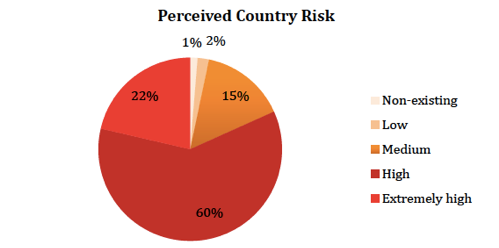 Perceived Country Risk
1% 2%
22%
15%
60%
Non-existing
Low
Medium
High
Extremely high